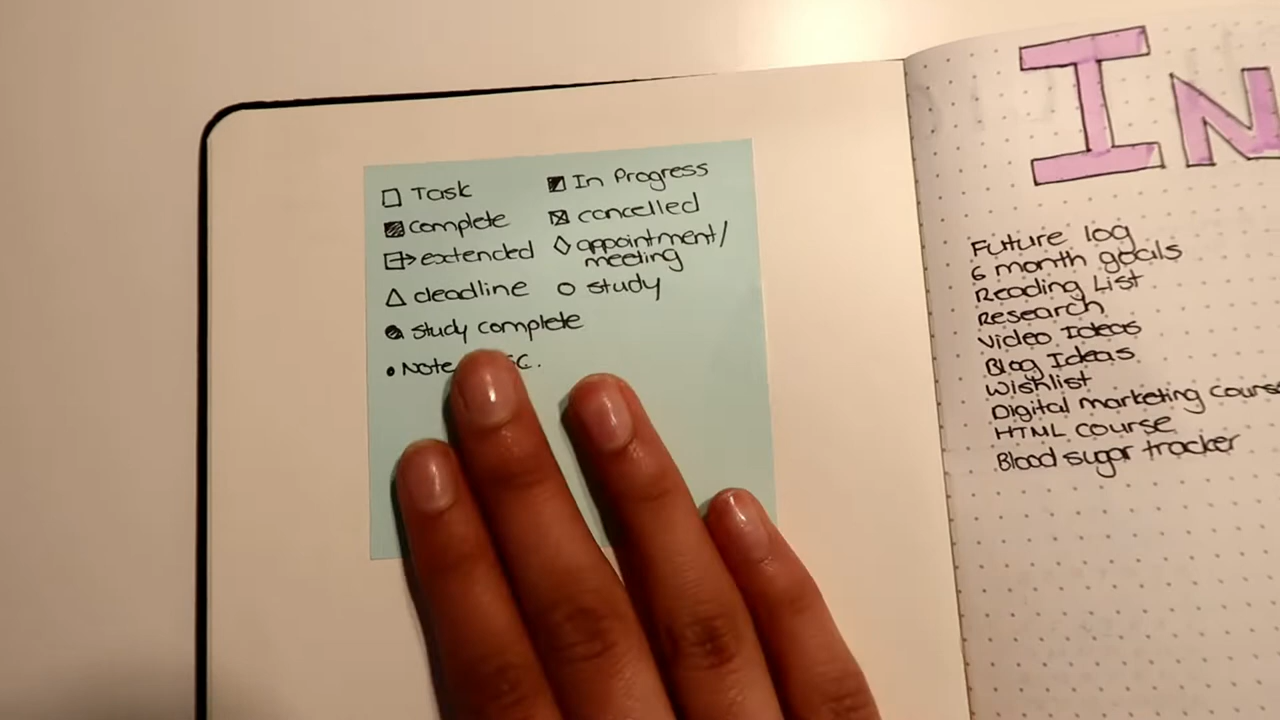 Task
In Progress
complete
cancelled
extended
appointment/
meeting
deadline
study
study complete
Note
IN
Future log
6 month goals
Reading List
Research
Video Ideas
Blog Ideas
Wishlist
Digital marketing course
HTML course
Blood sugar tracker